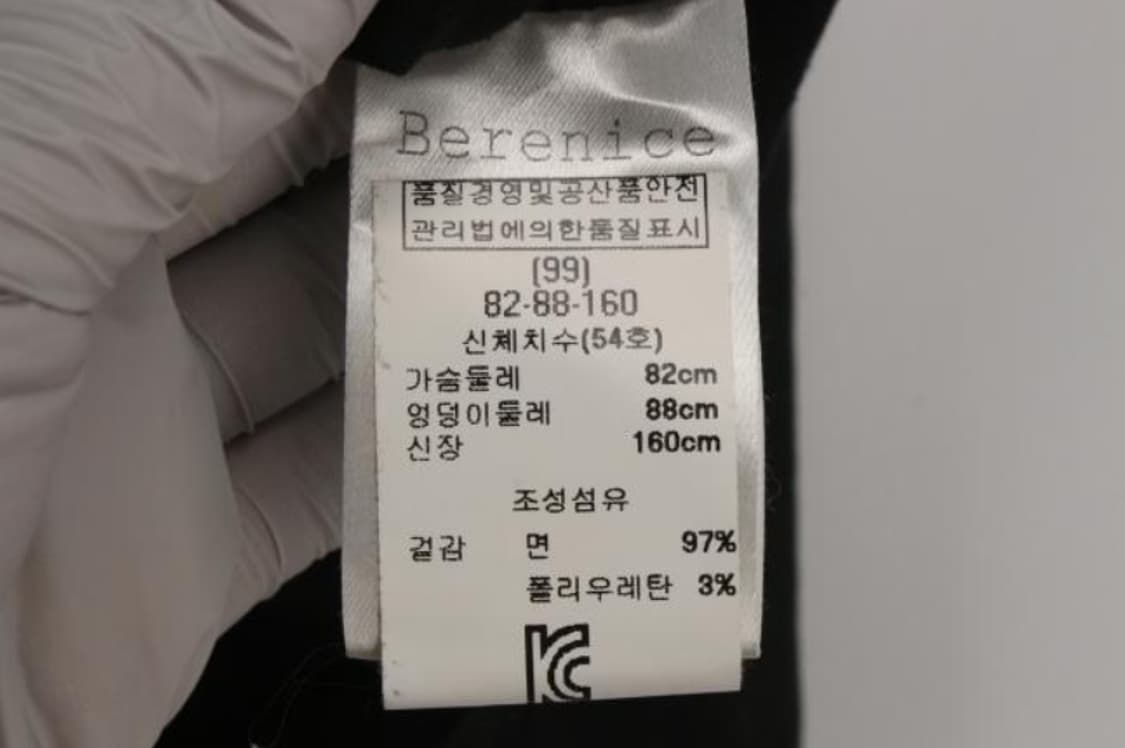 Berenice
품질경영및공산품안전
관리법에의한품질표시
(99)
82-88-160
신체치수(54호)
가슴둘레 82cm
엉덩이둘레 88cm
신장 160cm
조성섬유
겉감 면 97%
폴리우레탄 3%
KC